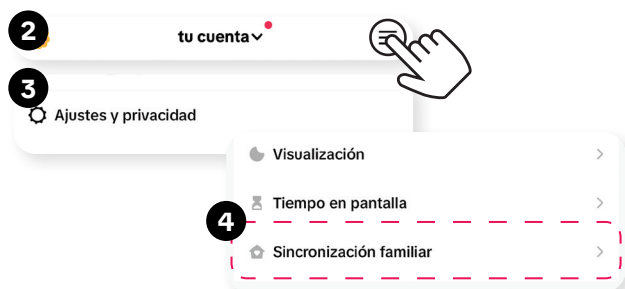 2
tu cuenta
3
Ajustes y privacidad
Visualización
Tiempo en pantalla
4
Sincronización familiar